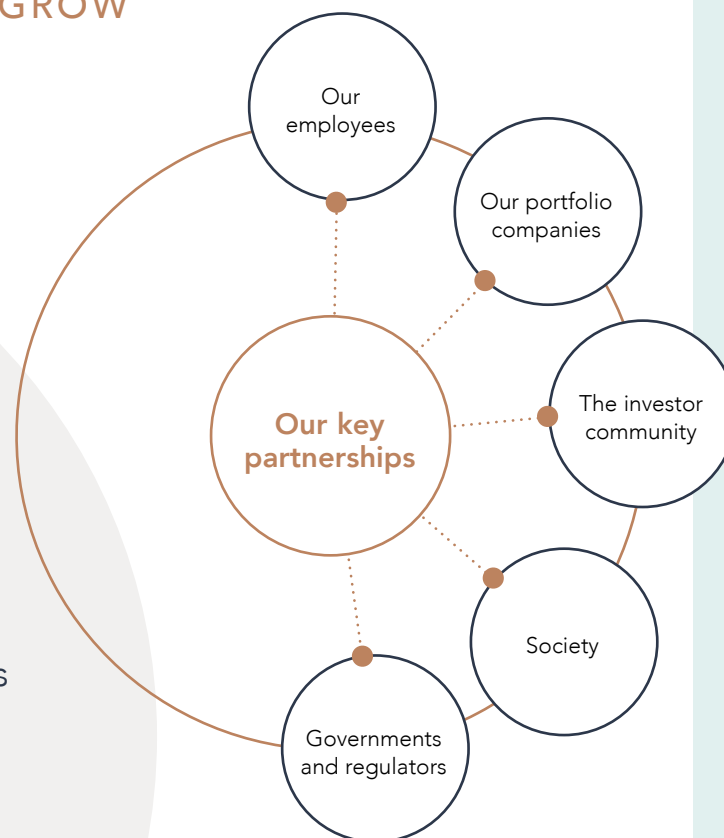 GROW
Our
employees
Our portfolio
companies
The investor
community
Our key
partnerships
Society
s
Governments
and regulators